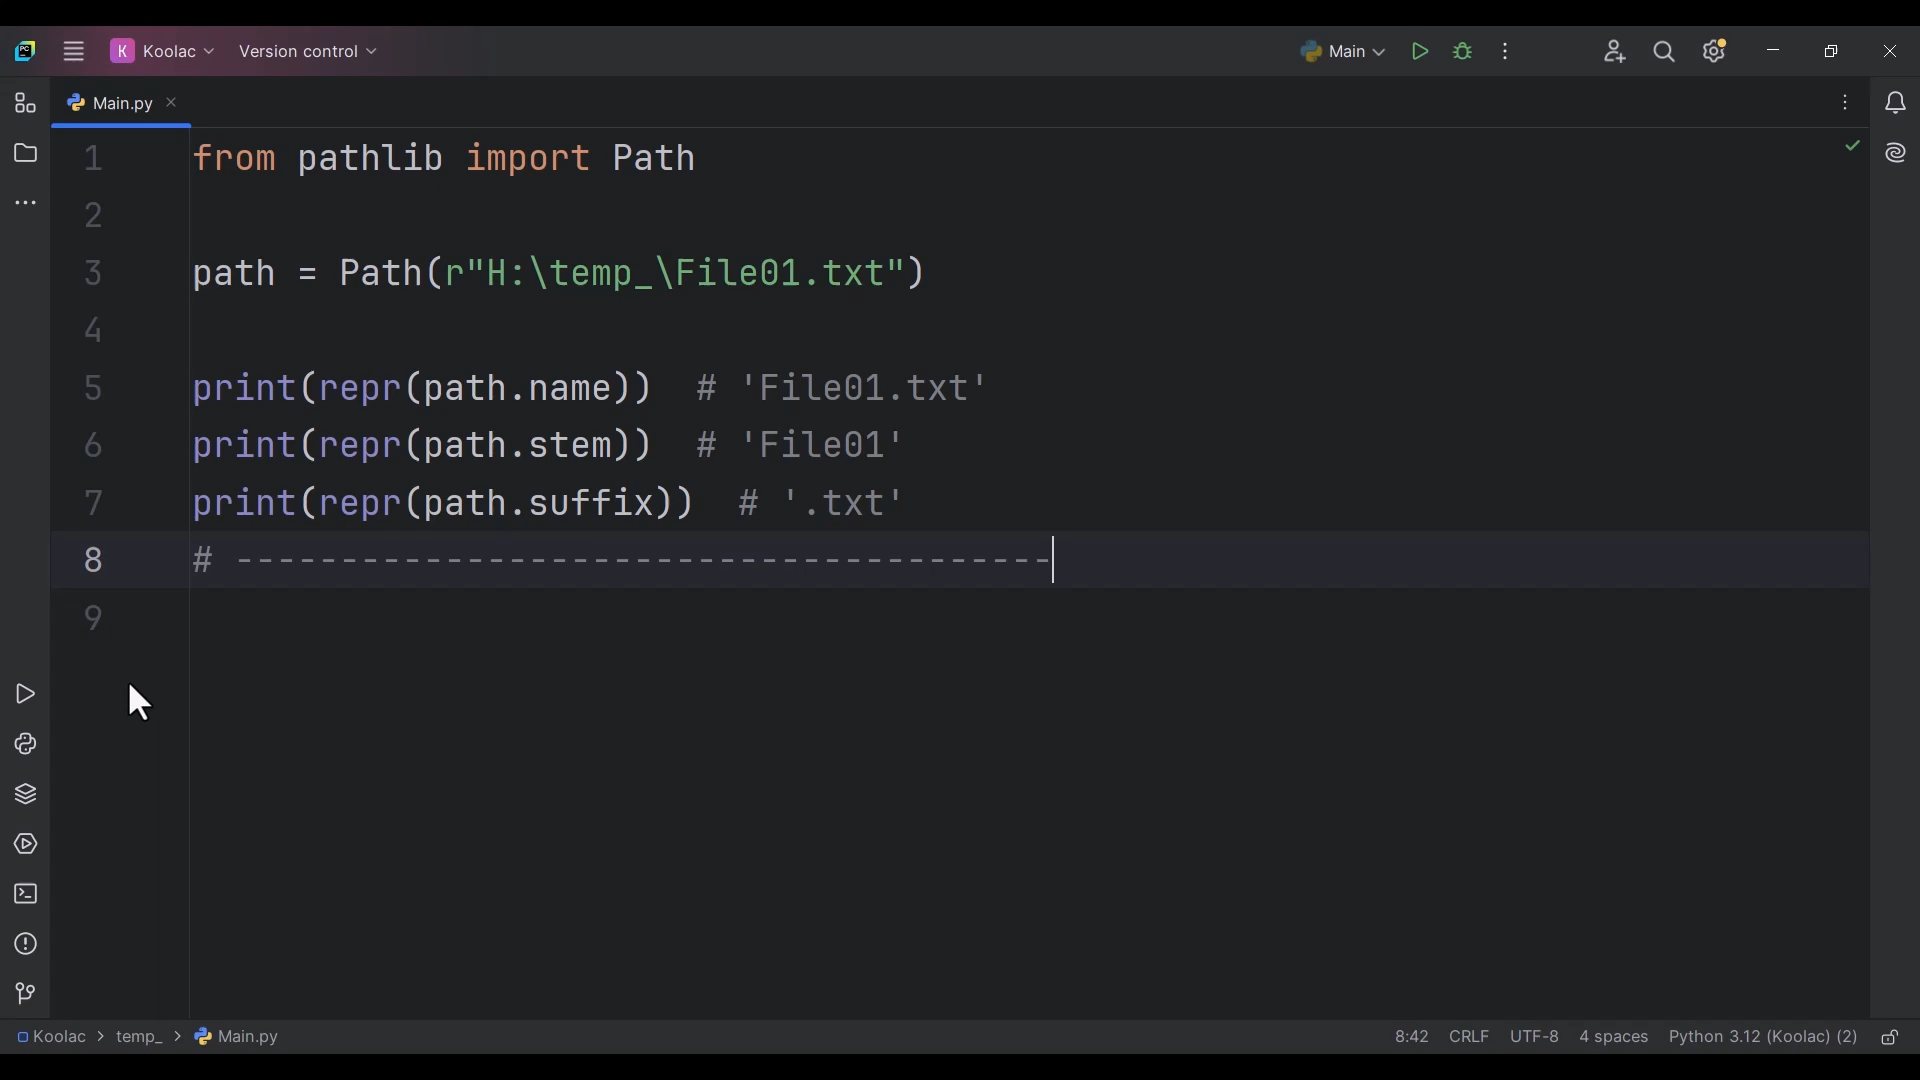 K Koolac Version control Main
Main.py
1 from pathlib import Path
2
3 path = Path(r"H:\temp_\File01.txt")
4
5 print(repr(path.name))  # 'File01.txt'
6 print(repr(path.stem))  # 'File01'
7 print(repr(path.suffix))  # '.txt'
8 # ---------------------------------------
9
Koolac > temp_ > Main.py 8:42 CRLF UTF-8 4 spaces Python 3.12 (Koolac) (2)